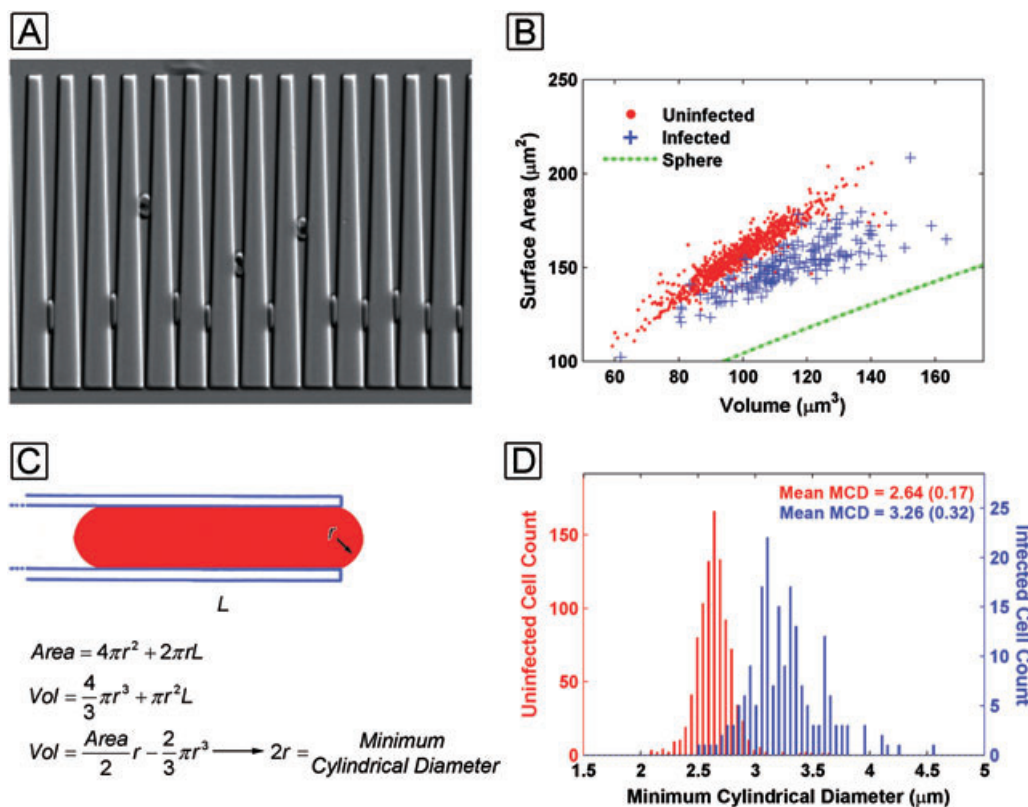 A
B
250
200
150
100
Surface Area (μm²)
Uninfected
Infected
Sphere
60 80 100 120 140 160
Volume (μm³)
C
r
L
Area = 4πr² + 2πrL
Vol = 4/3 πr³ + πr²L
Vol = Area/2 r − 2/3 πr³ ⟶ 2r = Minimum Cylindrical Diameter
D
Mean MCD = 2.64 (0.17)
Mean MCD = 3.26 (0.32)
Uninfected Cell Count
150
100
50
0
25
20
15
10
5
0
Infected Cell Count
1.5 2 2.5 3 3.5 4 4.5 5
Minimum Cylindrical Diameter (μm)